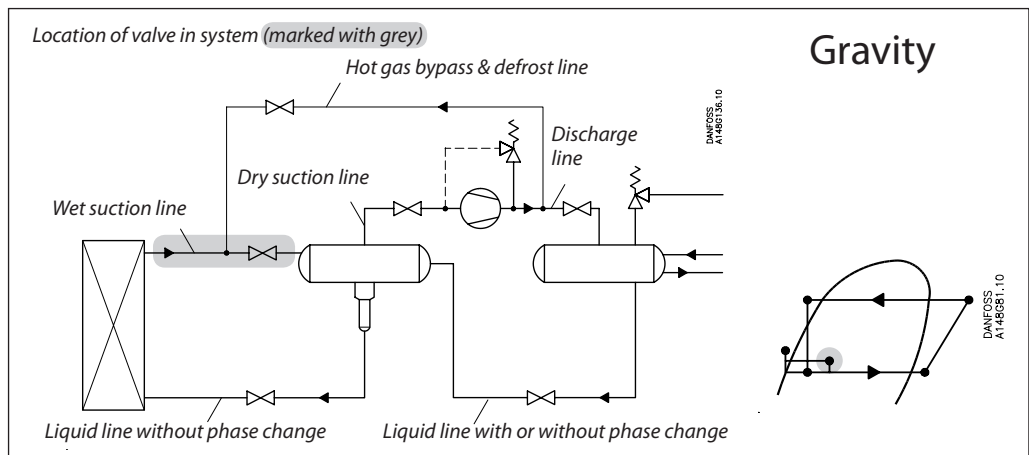 Location of valve in system (marked with grey)
Gravity
Hot gas bypass & defrost line
DANFOSS
A148G136.10
Discharge
line
Dry suction line
Wet suction line
DANFOSS
A148G81.10
Liquid line without phase change
Liquid line with or without phase change